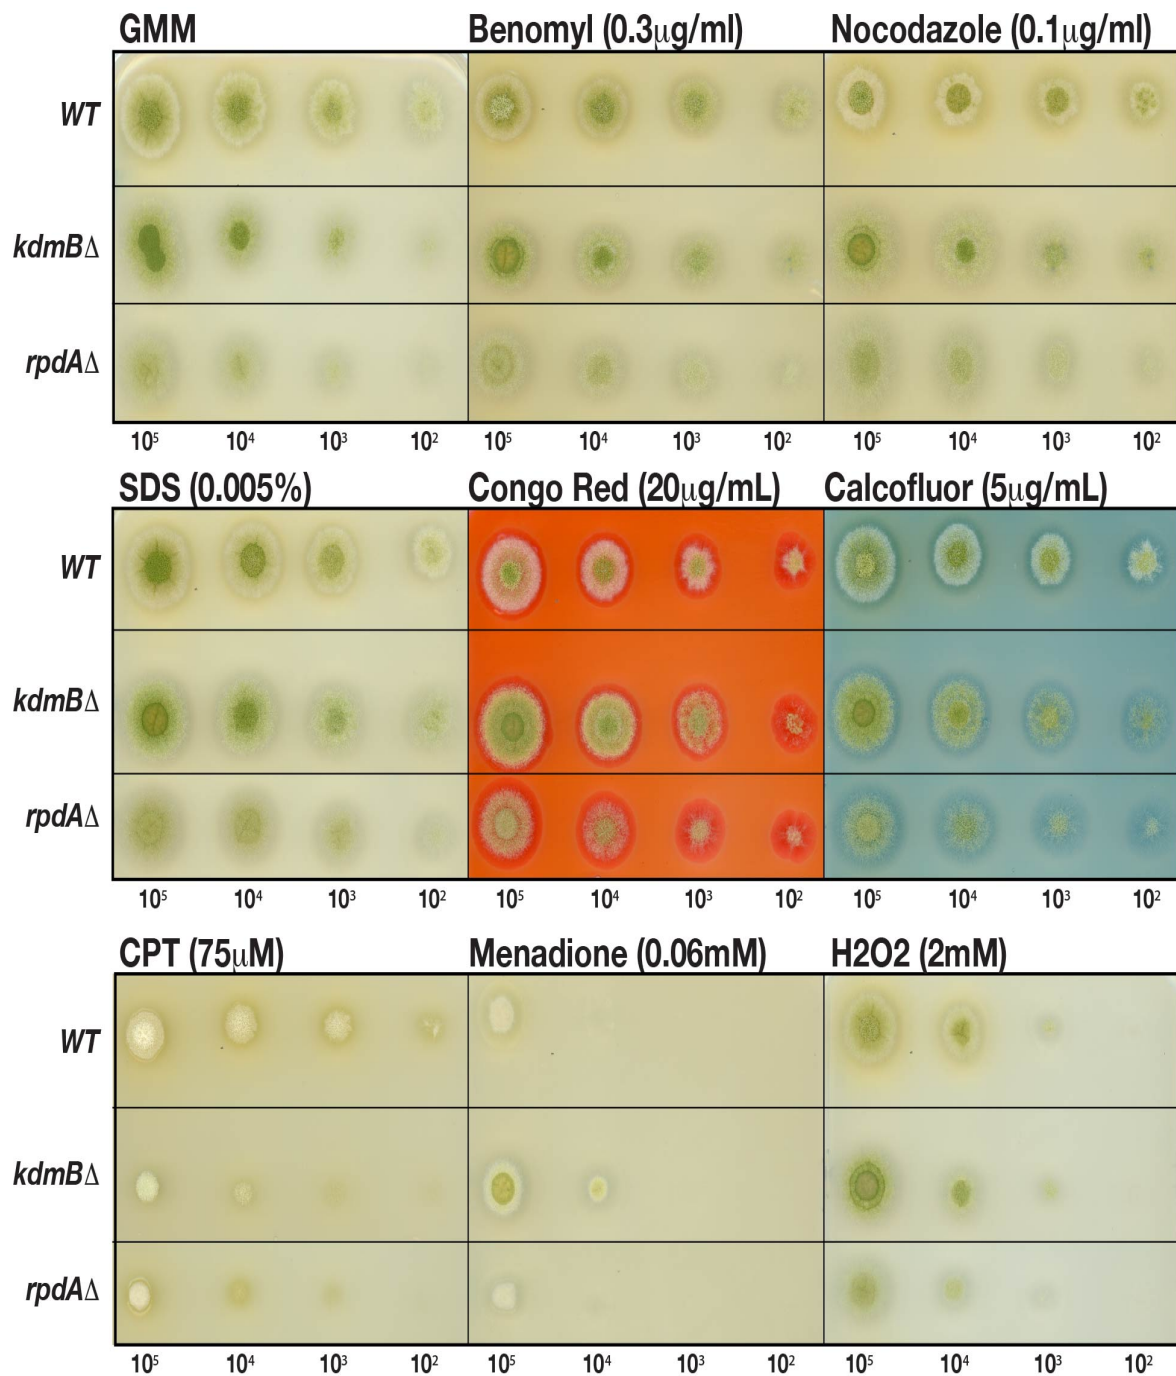 GMM Benomyl (0.3μg/ml) Nocodazole (0.1μg/ml)
WT
kdmBΔ
rpdAΔ
10⁵ 10⁴ 10³ 10² 10⁵ 10⁴ 10³ 10² 10⁵ 10⁴ 10³ 10²
SDS (0.005%) Congo Red (20μg/mL) Calcofluor (5μg/mL)
WT
kdmBΔ
rpdAΔ
10⁵ 10⁴ 10³ 10² 10⁵ 10⁴ 10³ 10² 10⁵ 10⁴ 10³ 10²
CPT (75μM) Menadione (0.06mM) H2O2 (2mM)
WT
kdmBΔ
rpdAΔ
10⁵ 10⁴ 10³ 10² 10⁵ 10⁴ 10³ 10² 10⁵ 10⁴ 10³ 10²